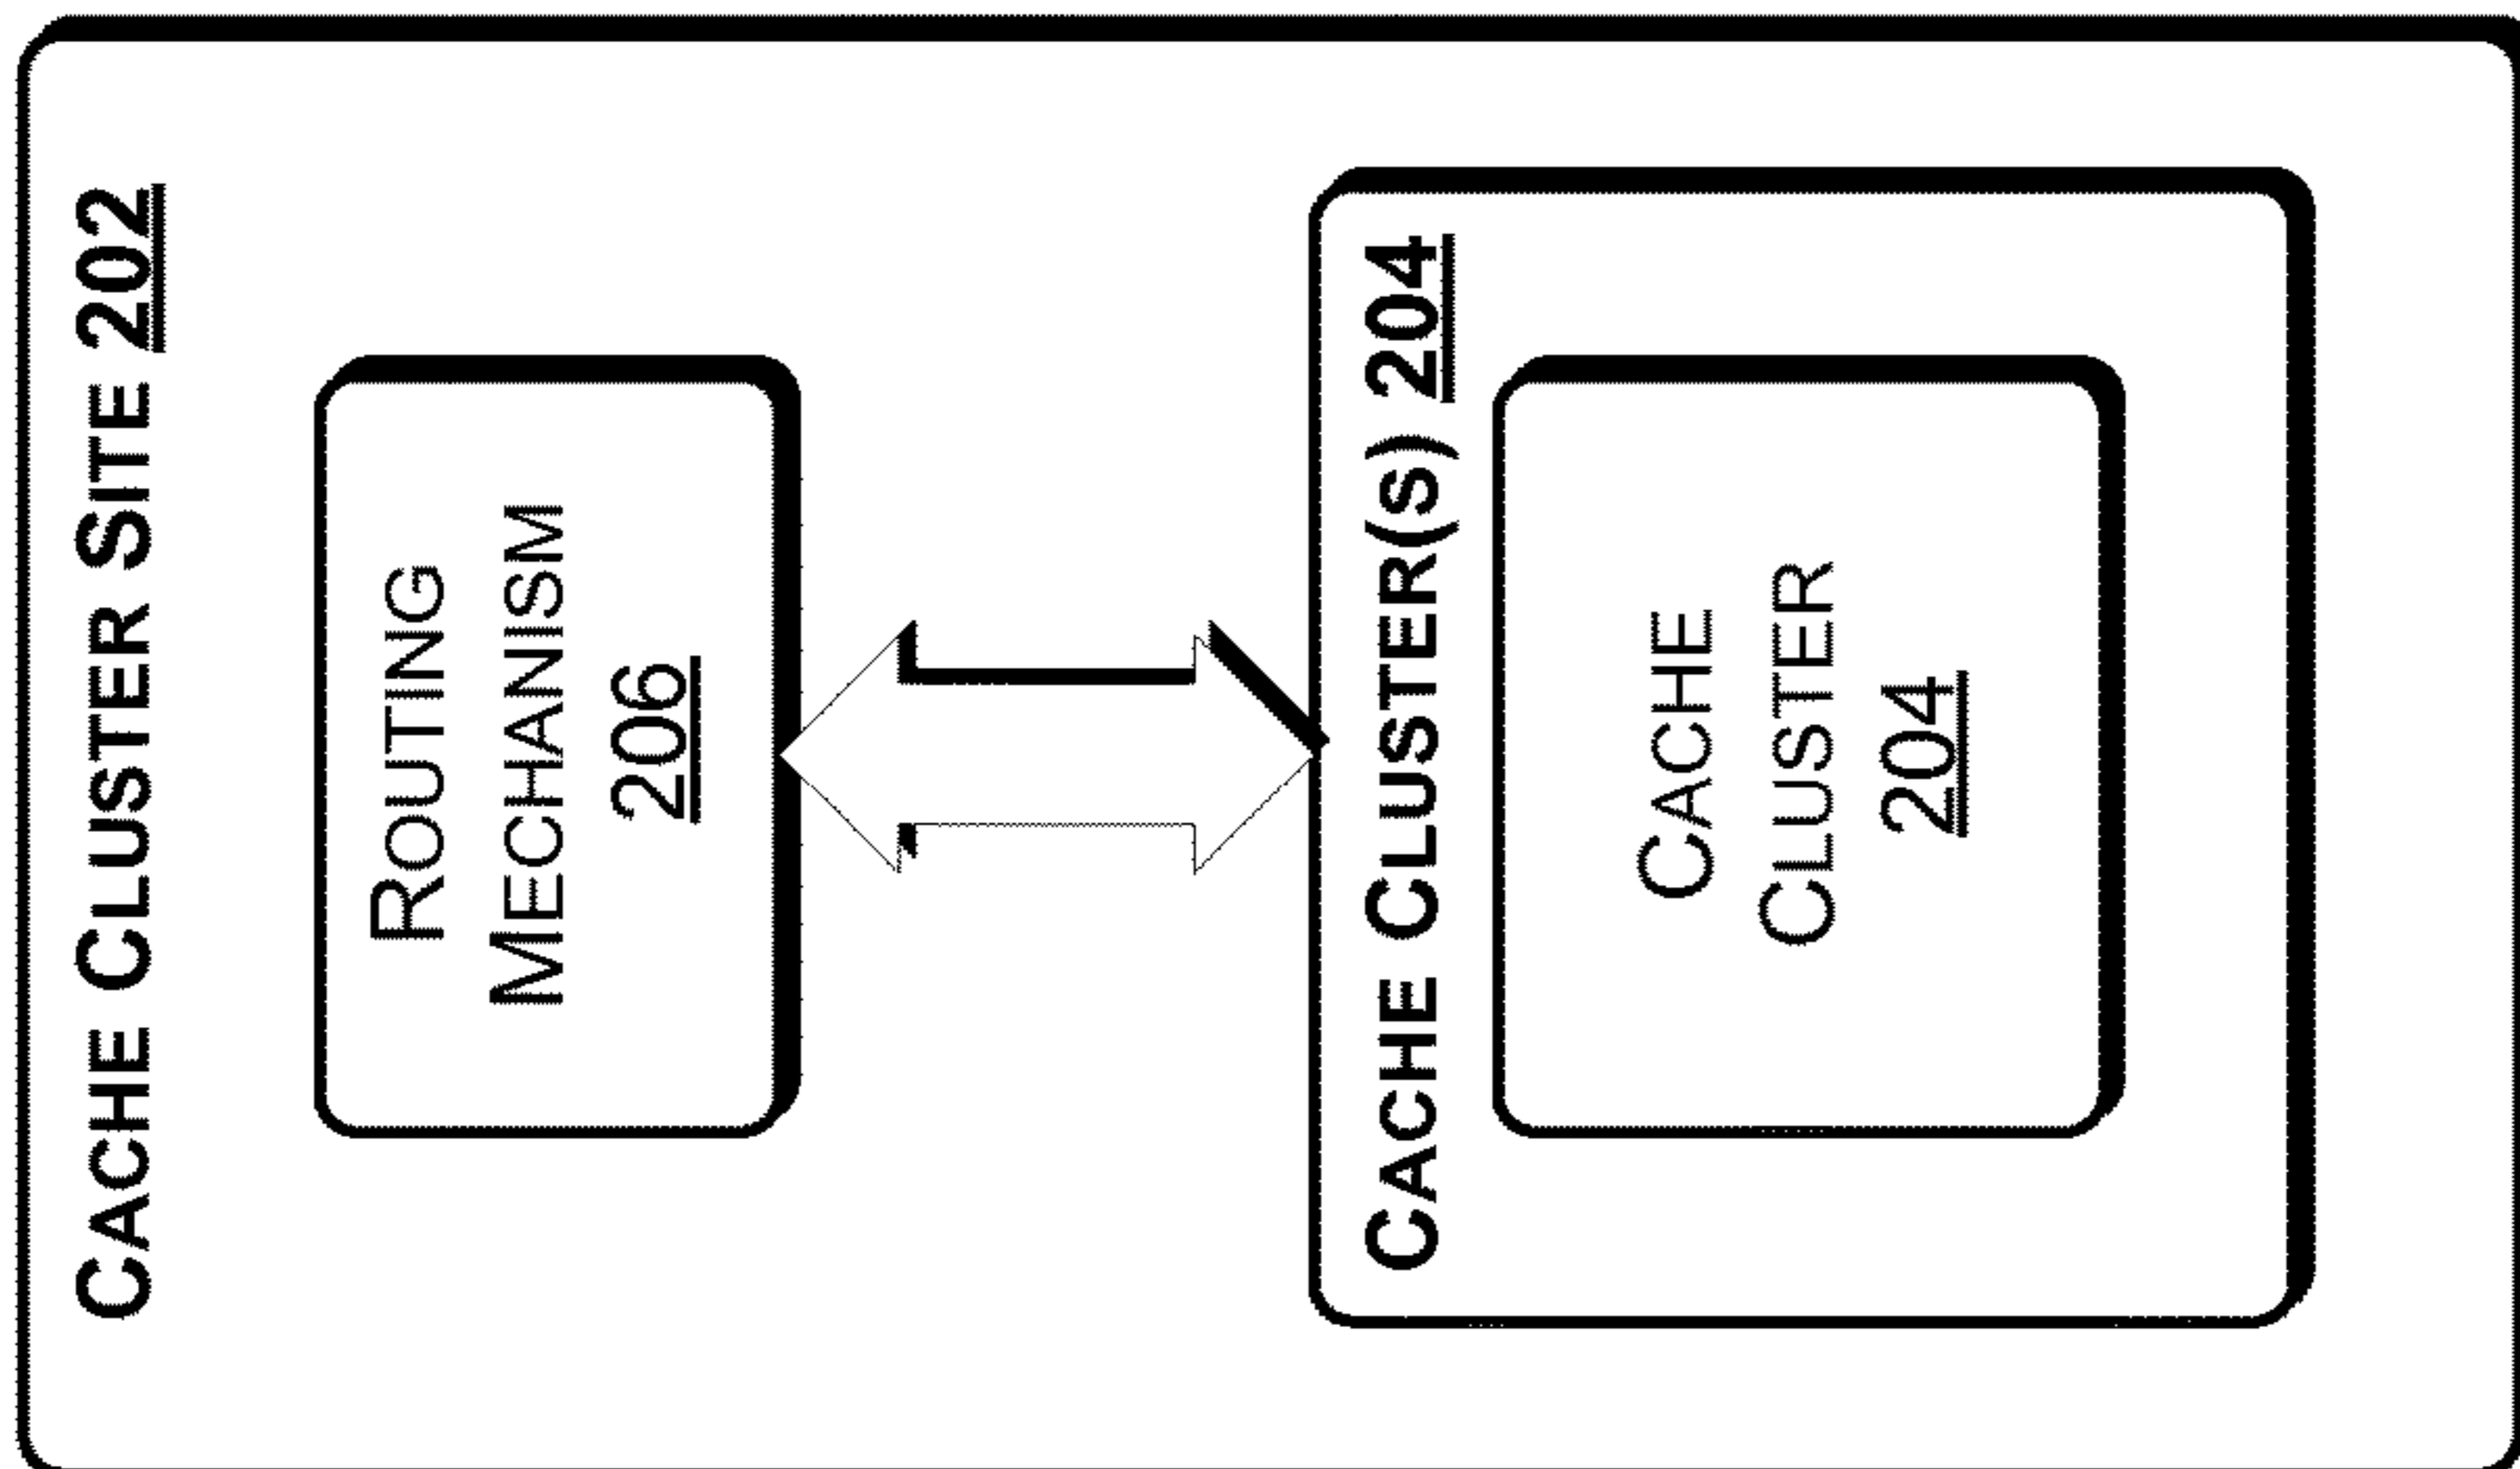 CACHE CLUSTER SITE 202
ROUTING
MECHANISM
206
CACHE CLUSTER(S) 204
CACHE
CLUSTER
204